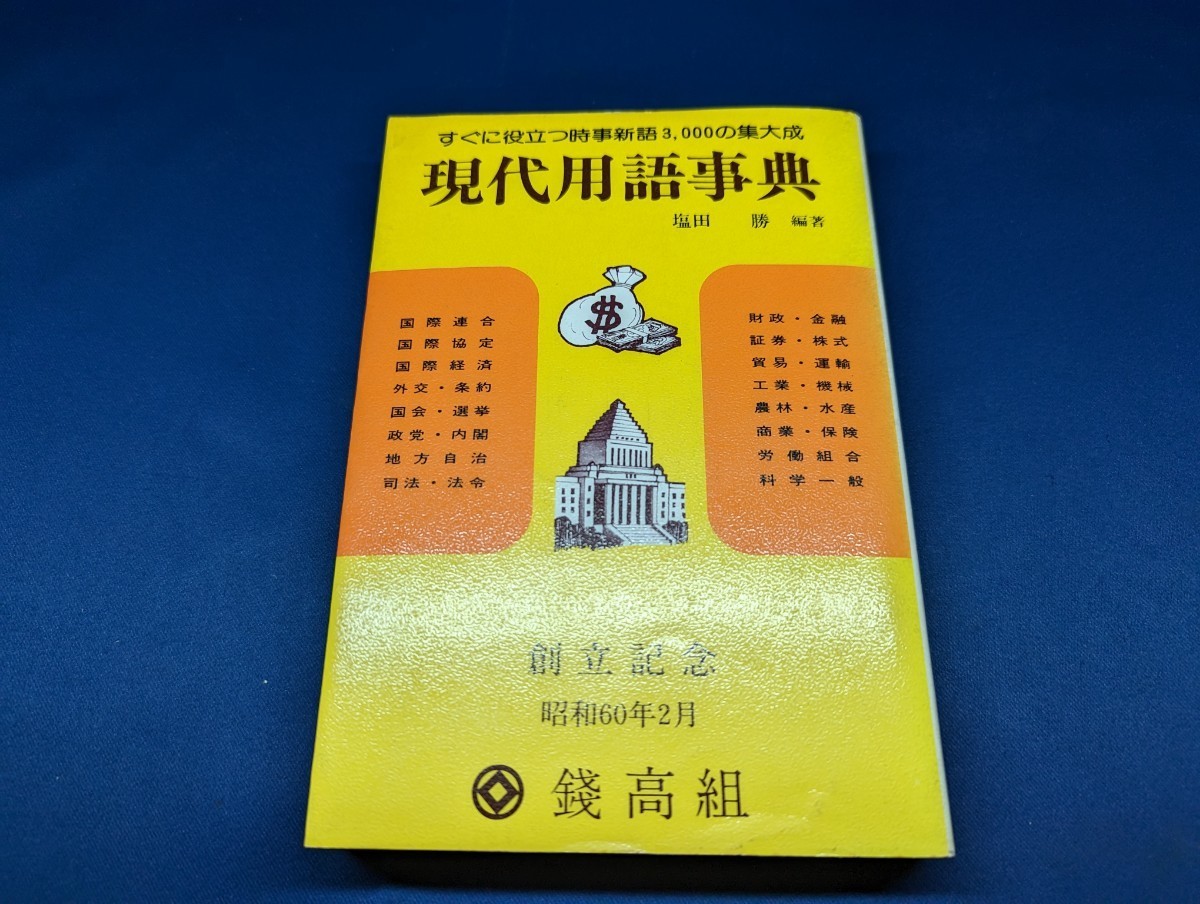 すぐに役立つ時事新語3,000の集大成
現代用語事典
塩田 勝 編著
国際連合
国際協定
国際経済
外交・条約
国会・選挙
政党・内閣
地方自治
司法・法令
財政・金融
証券・株式
貿易・運輸
工業・機械
農林・水産
商業・保険
労働組合
科学一般
$
創立記念
昭和60年2月
錢高組